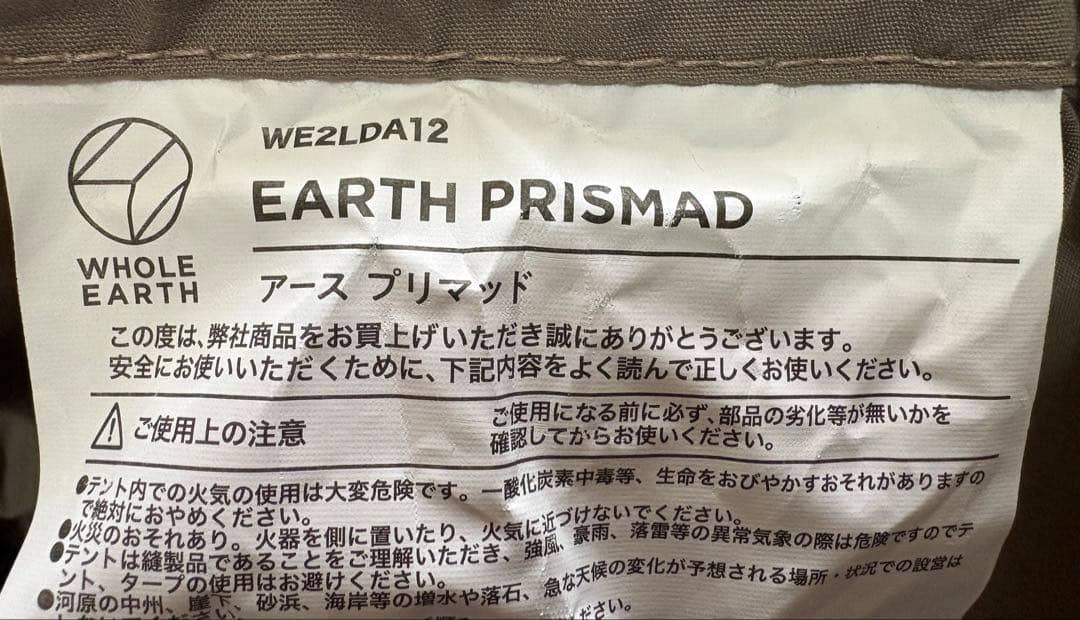 WE2LDA12
EARTH PRISMAD
WHOLE
EARTH
アース プリマッド
この度は、弊社商品をお買上げいただき誠にありがとうございます。
安全にお使いいただくために、下記内容をよく読んで正しくお使いください。
ご使用上の注意
ご使用になる前に必ず、部品の劣化等が無いかを
確認してからお使いください。
●テント内での火気の使用は大変危険です。一酸化炭素中毒等、生命をおびやかすおそれがありますの
で絶対におやめください。
●火災のおそれあり。火器を側に置いたり、火気に近づけないでください。
●テントは縫製品であることをご理解いただき、強風、豪雨、落雷等の異常気象の際は危険ですのでテ
ント、タープの使用はお避けください。
●河原の中州、崖下、砂浜、海岸等の増水や落石、急な天候の変化が予想される場所・状況での設営は
ださい。